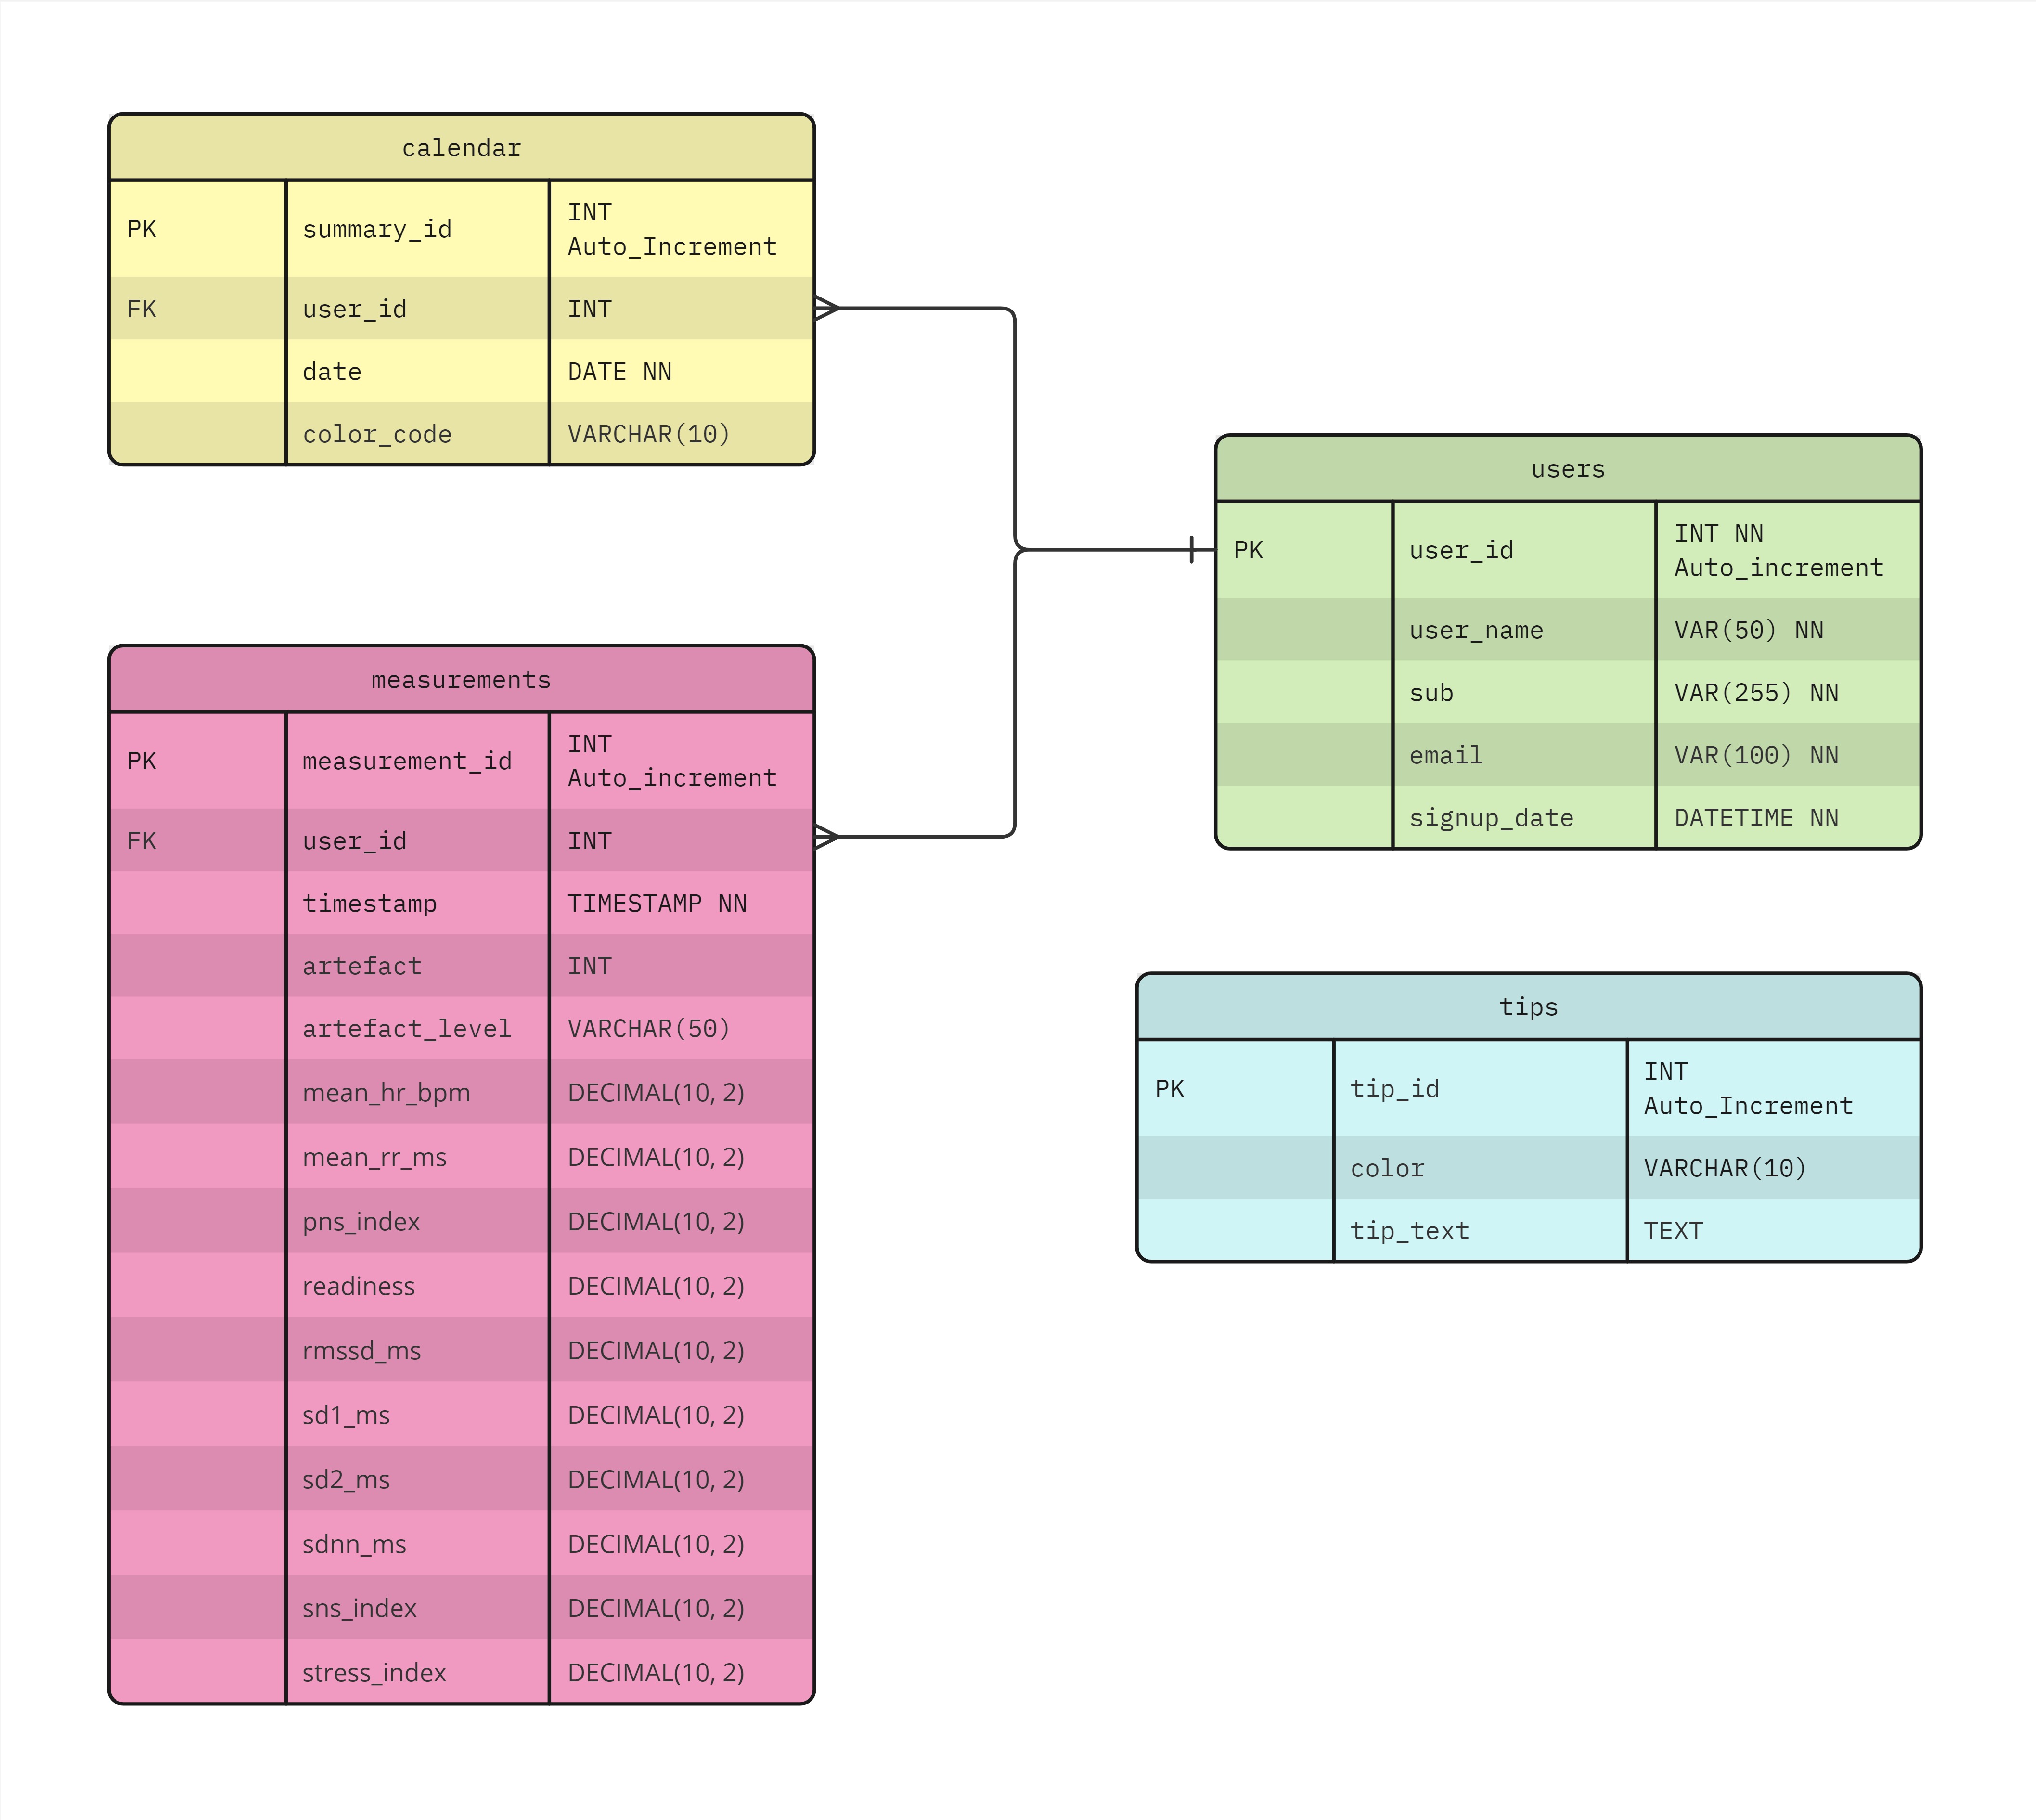 calendar
PK summary_id INT
Auto_Increment
FK user_id INT
date DATE NN
color_code VARCHAR(10)
users
PK user_id INT NN
Auto_increment
user_name VAR(50) NN
sub VAR(255) NN
email VAR(100) NN
signup_date DATETIME NN
measurements
PK measurement_id INT
Auto_increment
FK user_id INT
timestamp TIMESTAMP NN
artefact INT
artefact_level VARCHAR(50)
mean_hr_bpm DECIMAL(10, 2)
mean_rr_ms DECIMAL(10, 2)
pns_index DECIMAL(10, 2)
readiness DECIMAL(10, 2)
rmssd_ms DECIMAL(10, 2)
sd1_ms DECIMAL(10, 2)
sd2_ms DECIMAL(10, 2)
sdnn_ms DECIMAL(10, 2)
sns_index DECIMAL(10, 2)
stress_index DECIMAL(10, 2)
tips
PK tip_id INT
Auto_Increment
color VARCHAR(10)
tip_text TEXT